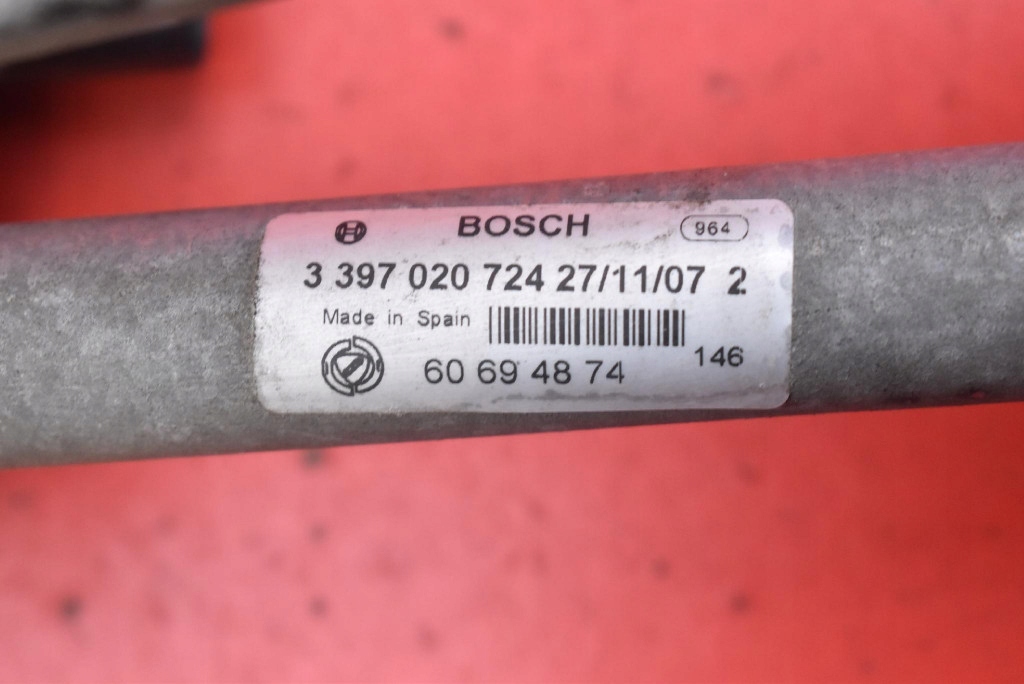 BOSCH 964
3 397 020 724 27/11/07 2
Made in Spain
60 69 48 74 146